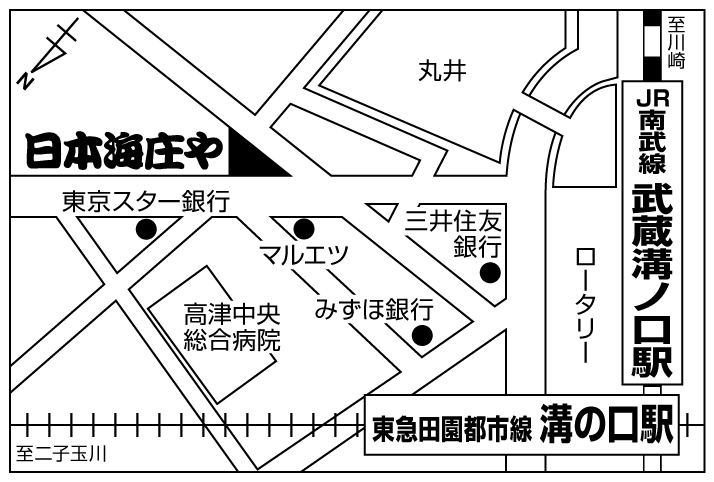 至川崎
丸井
N
JR
南武線
武蔵溝ノ口駅
日本海庄や
東京スター銀行
三井住友
銀行
マルエツ
ロータリー
みずほ銀行
高津中央
総合病院
東急田園都市線 溝の口駅
至二子玉川